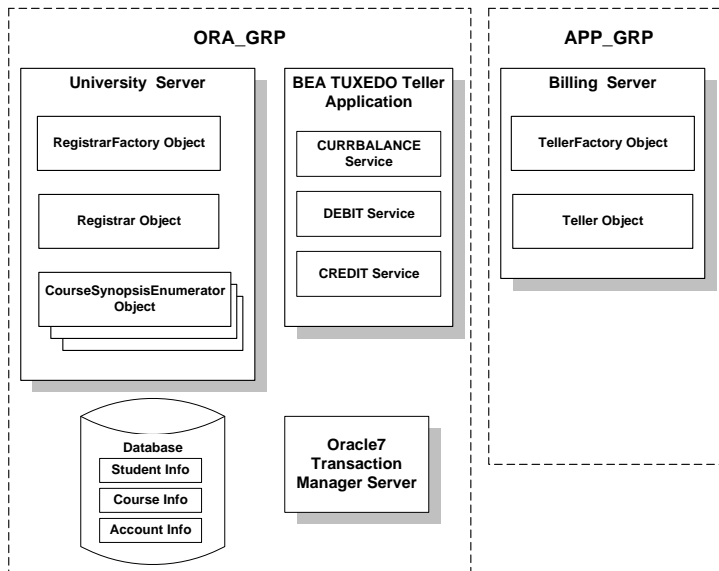 ORA_GRP
University Server
RegistrarFactory Object
Registrar Object
CourseSynopsisEnumerator
Object
BEA TUXEDO Teller
Application
CURRBALANCE
Service
DEBIT Service
CREDIT Service
Database
Student Info
Course Info
Account Info
Oracle7
Transaction
Manager Server
APP_GRP
Billing Server
TellerFactory Object
Teller Object